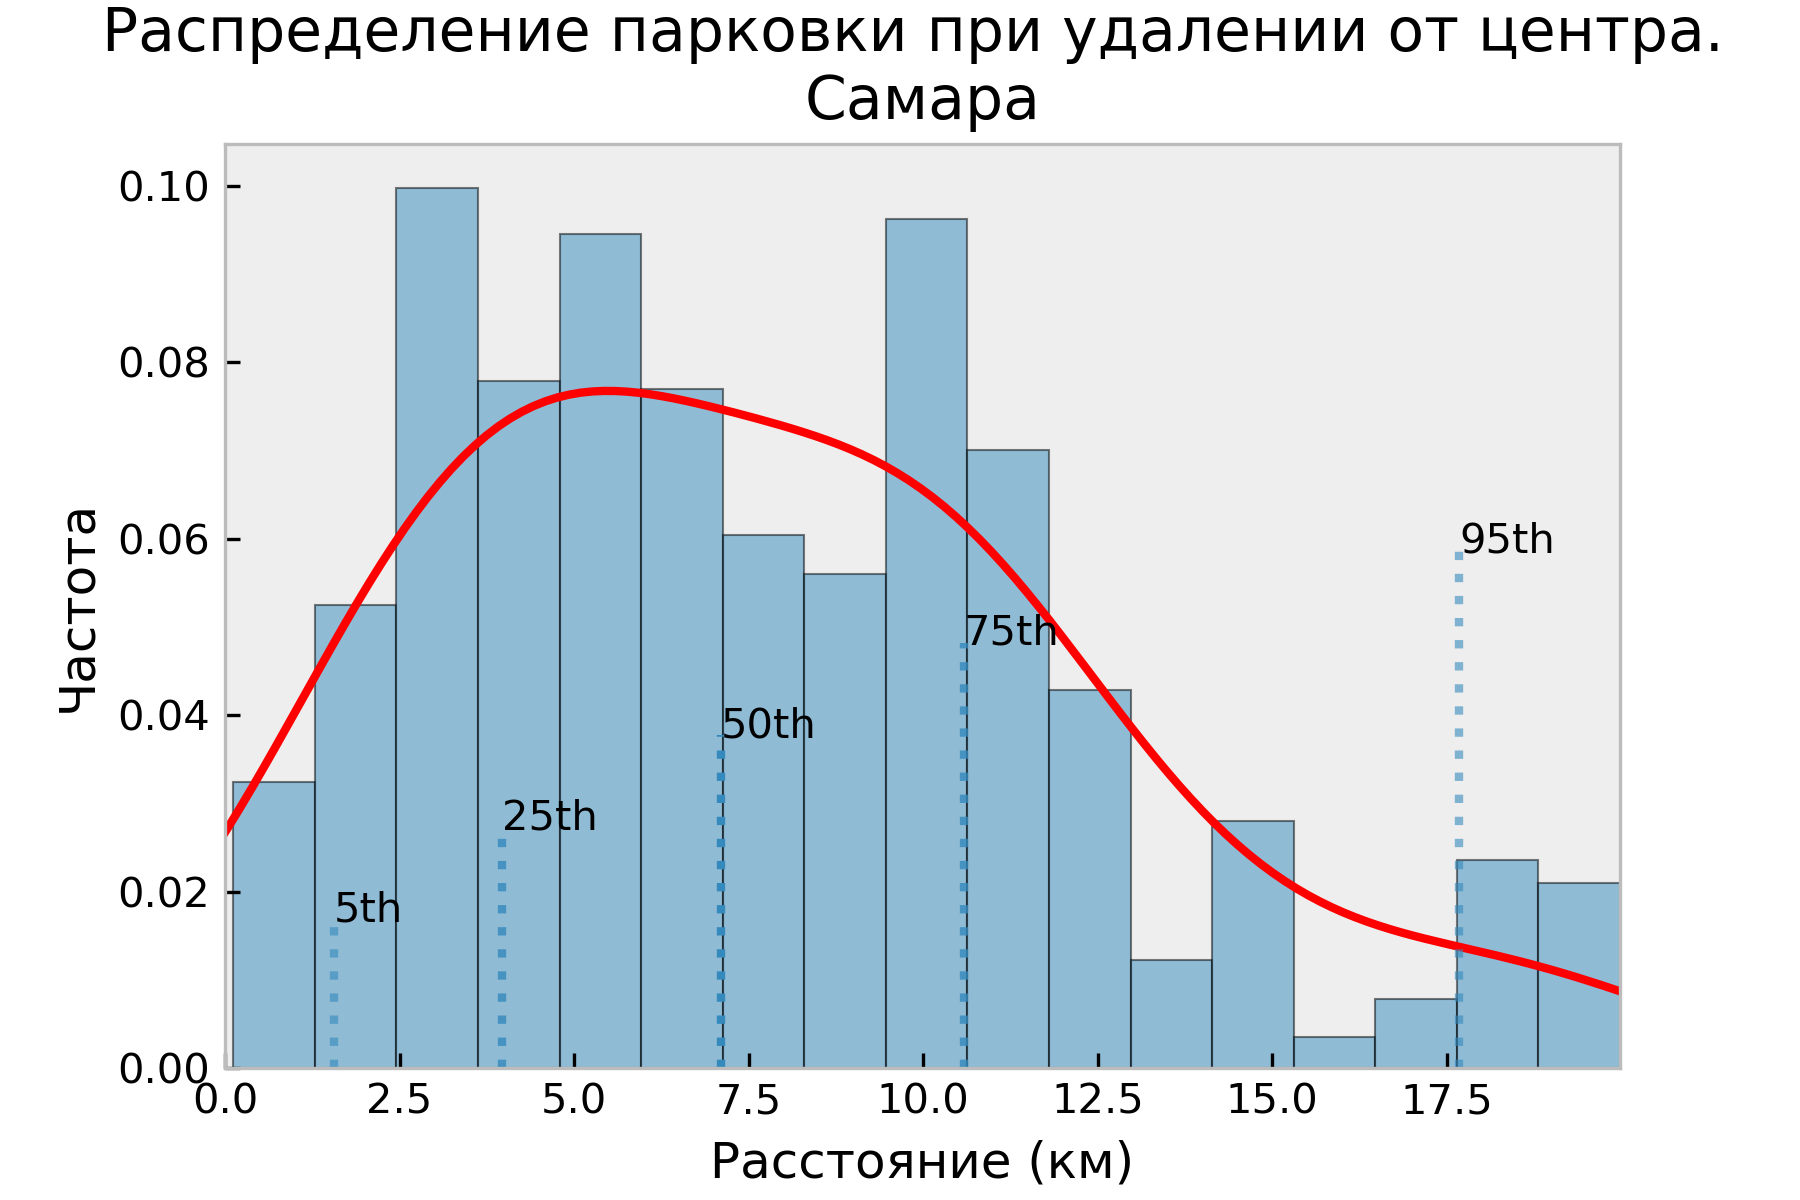 Распределение парковки при удалении от центра.
Самара
0.10
0.08
0.06
0.04
0.02
0.00
Частота
5th
25th
50th
75th
95th
0.0 2.5 5.0 7.5 10.0 12.5 15.0 17.5
Расстояние (км)